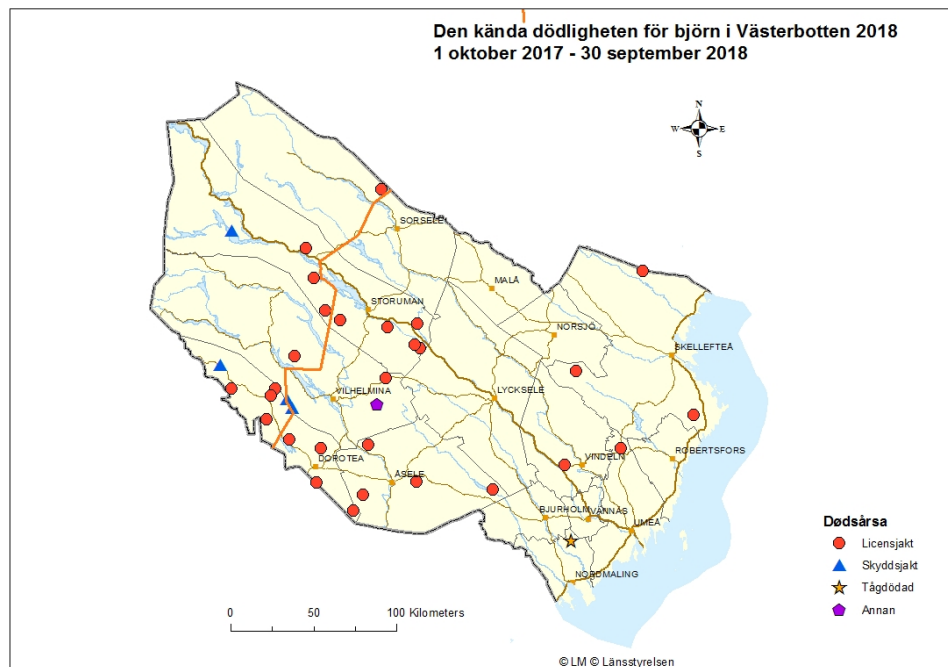 Den kända dödligheten för björn i Västerbotten 2018
1 oktober 2017 - 30 september 2018
N
W E
S
SORSELE
MALÅ
STORUMAN
NORSJÖ
SKELLEFTEÅ
VILHELMINA
LYCKSELE
DOROTEA
VINDELN
ROBERTSFORS
ÅSELE
BJURHOLM
VÄNNÄS
UMEÅ
NORDMALING
Dødsårsa
Licensjakt
Skyddsjakt
Tågdödad
Annan
0 50 100 Kilometers
© LM © Länsstyrelsen